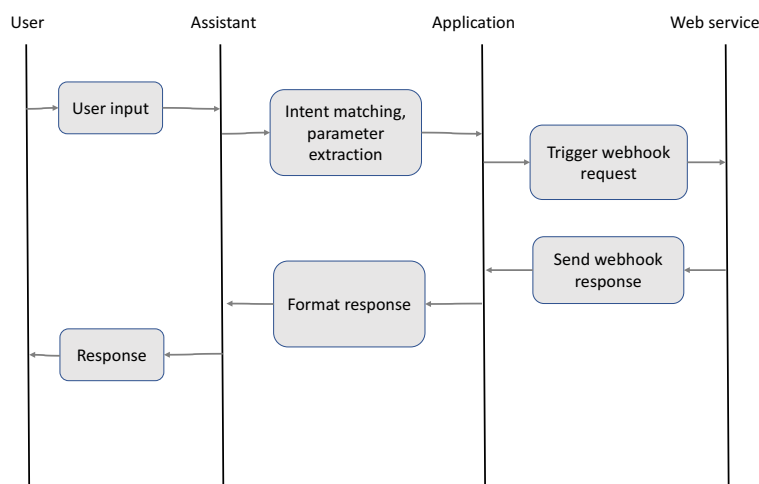 User
Assistant
Application
Web service
User input
Intent matching,
parameter
extraction
Trigger webhook
request
Send webhook
response
Format response
Response